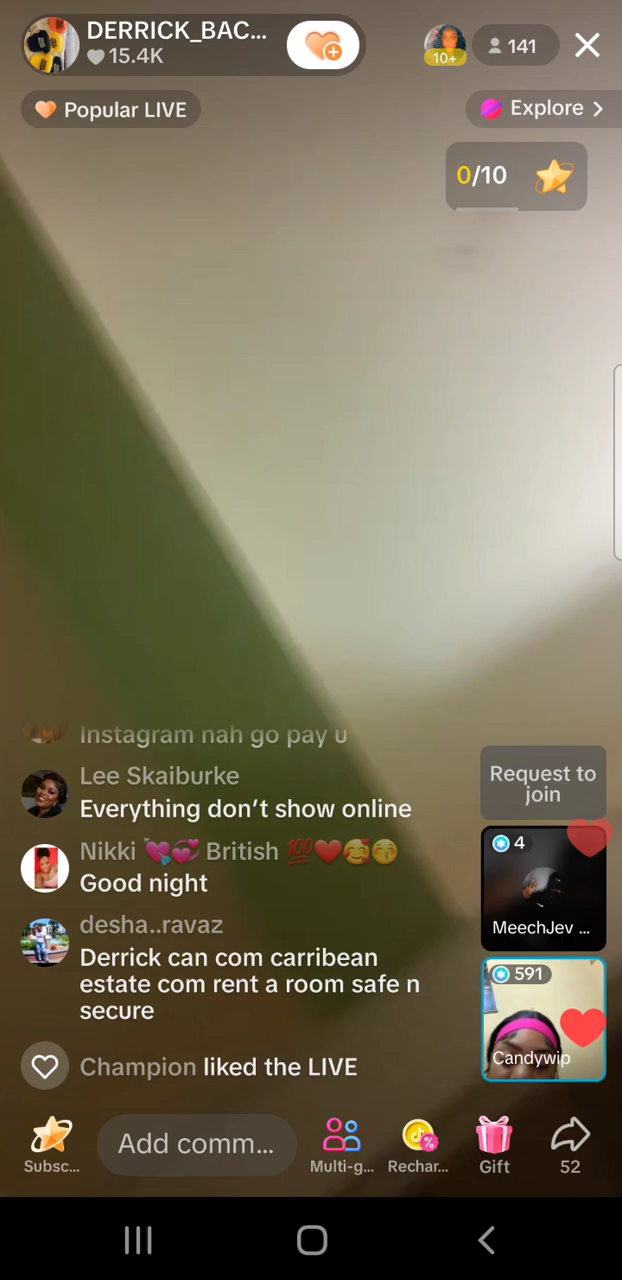 DERRICK_BAC...
15.4K
10+
141
Popular LIVE
Explore
0/10
Instagram nah go pay u
Lee Skaiburke
Everything don't show online
Nikki 💘💞 British 💯❤️🥰😚
Good night
desha..ravaz
Derrick can com carribean
estate com rent a room safe n
secure
Champion liked the LIVE
Request to
join
4
MeechJev ...
591
Candywip
Subsc...
Add comm...
Multi-g...
Rechar...
Gift
52